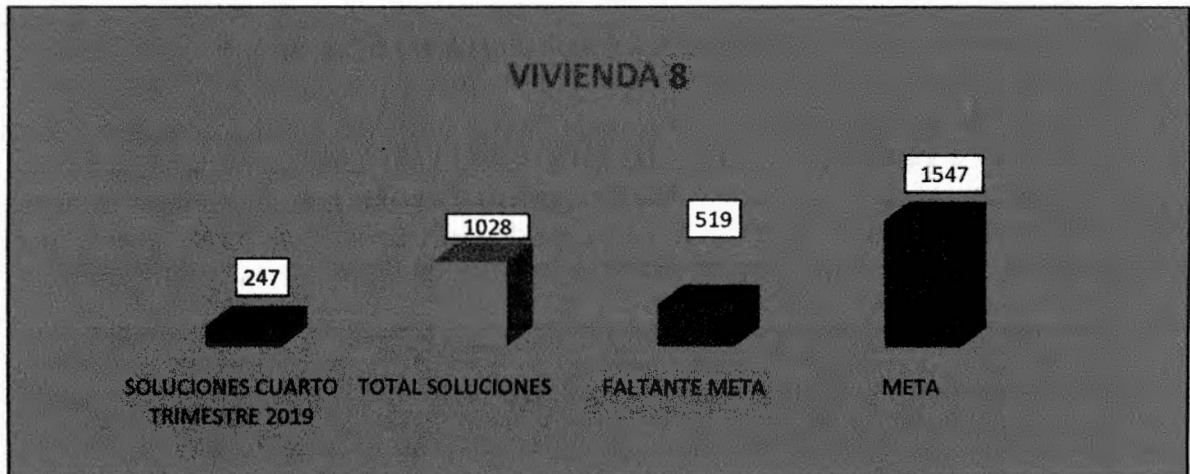 VIVIENDA 8
247
1028
519
1547
SOLUCIONES CUARTO
TRIMESTRE 2019
TOTAL SOLUCIONES
FALTANTE META
META